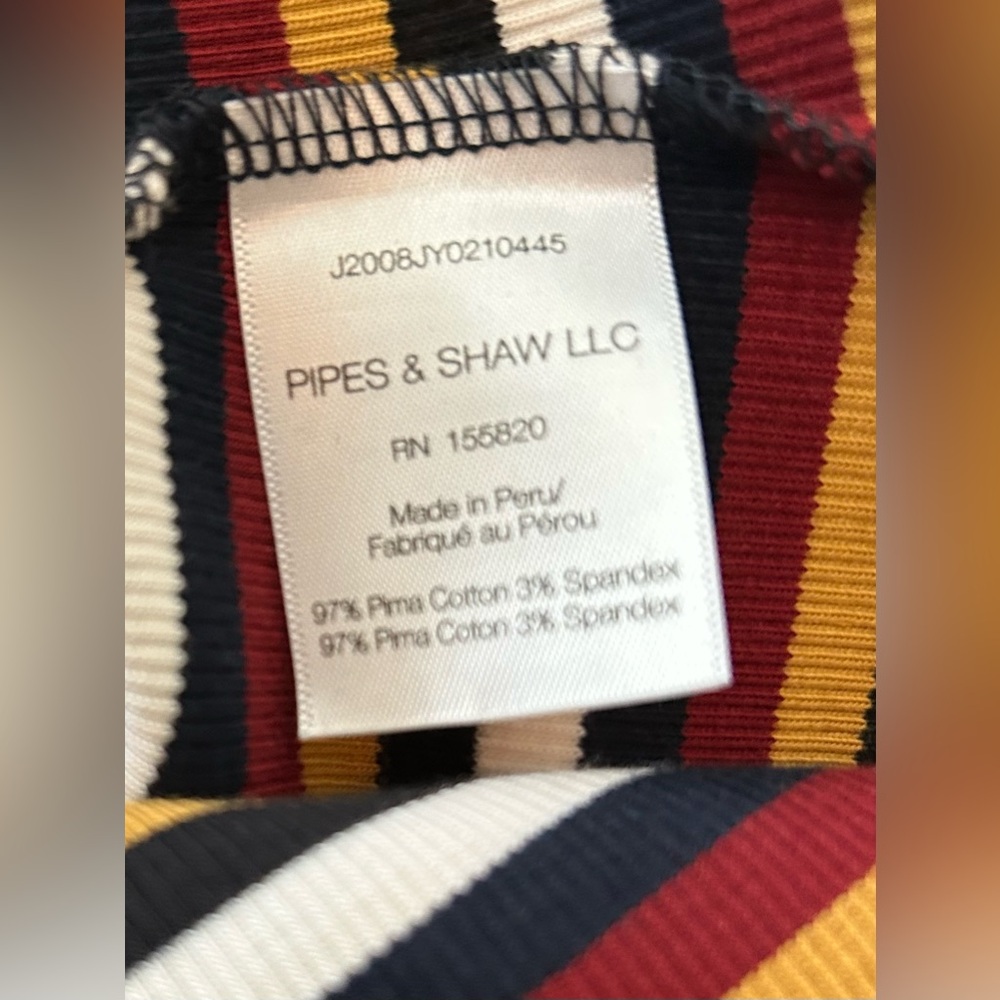 J2008JY0210445
PIPES & SHAW LLC
RN 155820
Made in Peru/
Fabriqué au Pérou
97% Pima Cotton 3% Spandex
97% Pima Coton 3% Spandex